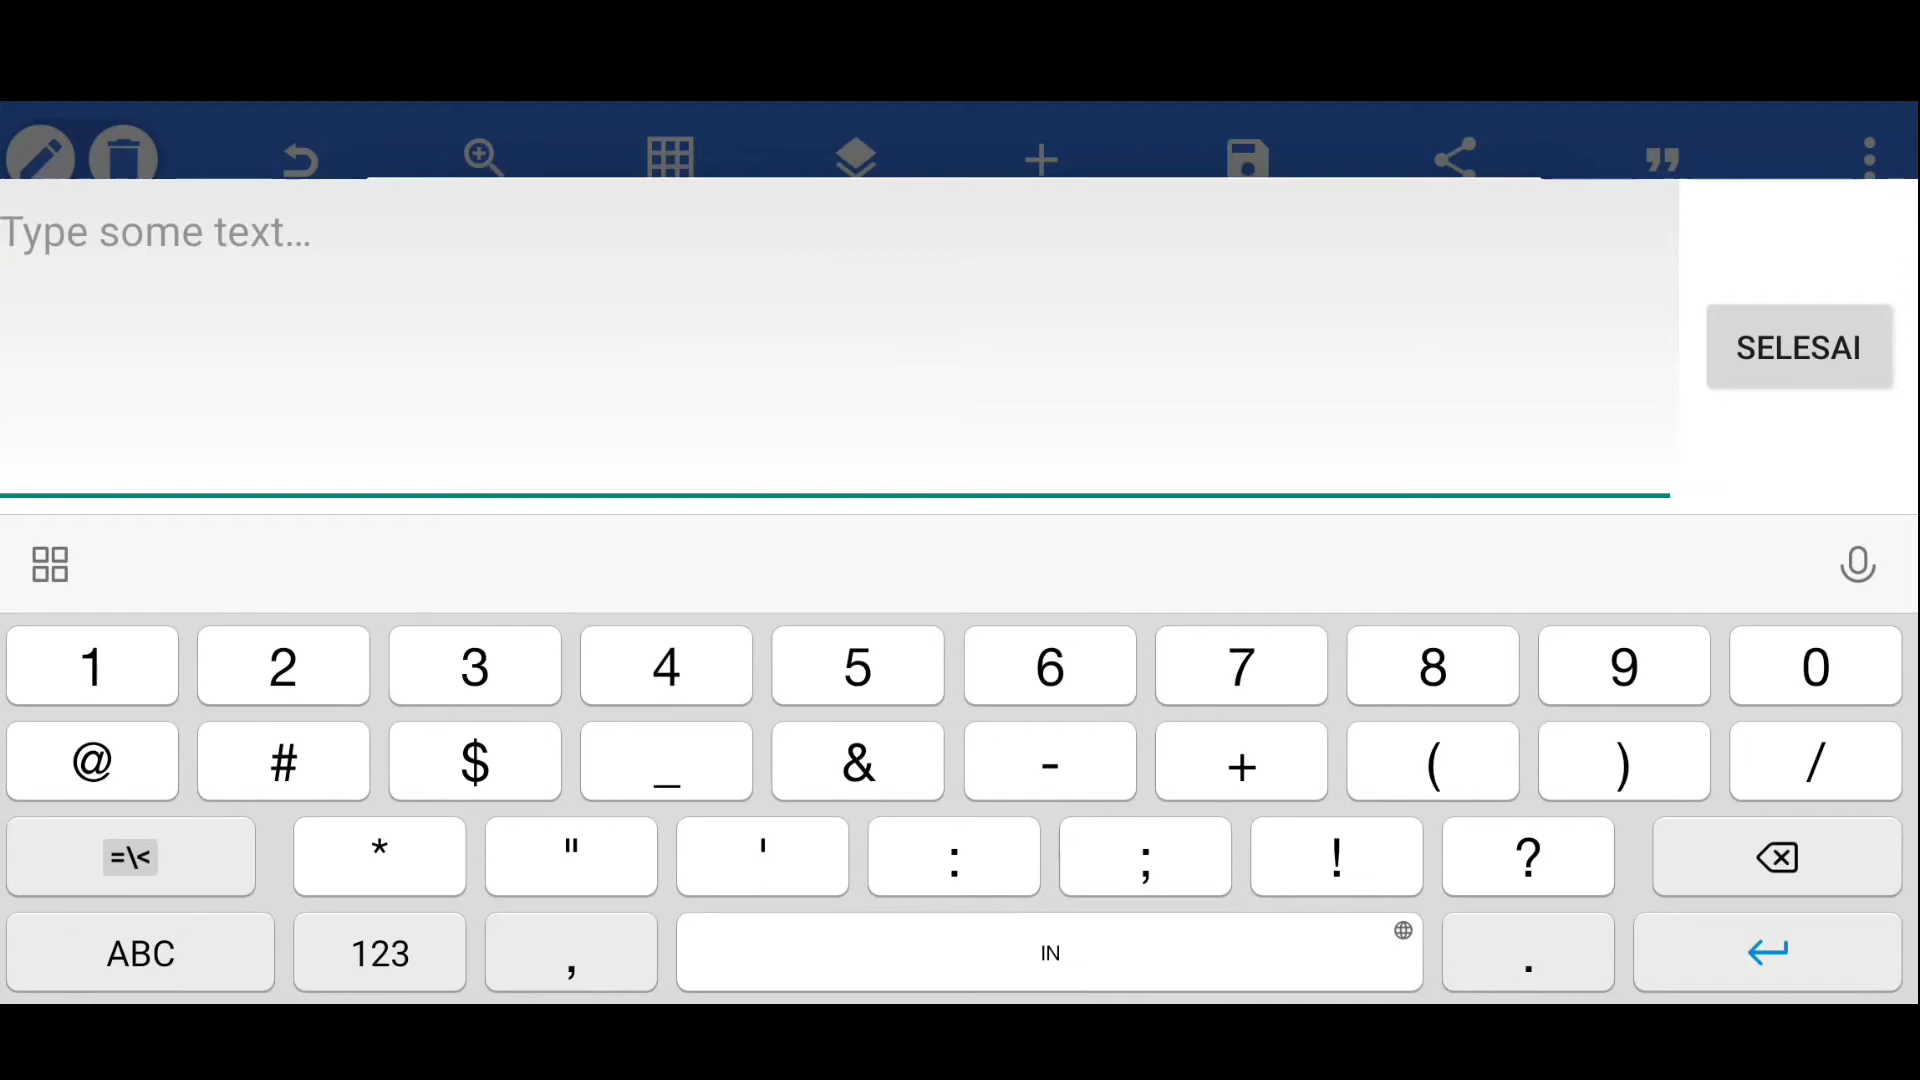 Type some text...
SELESAI
1 2 3 4 5 6 7 8 9 0
@ # $ _ & - + ( ) /
=\< * " ' : ; ! ?
ABC 123 , IN .